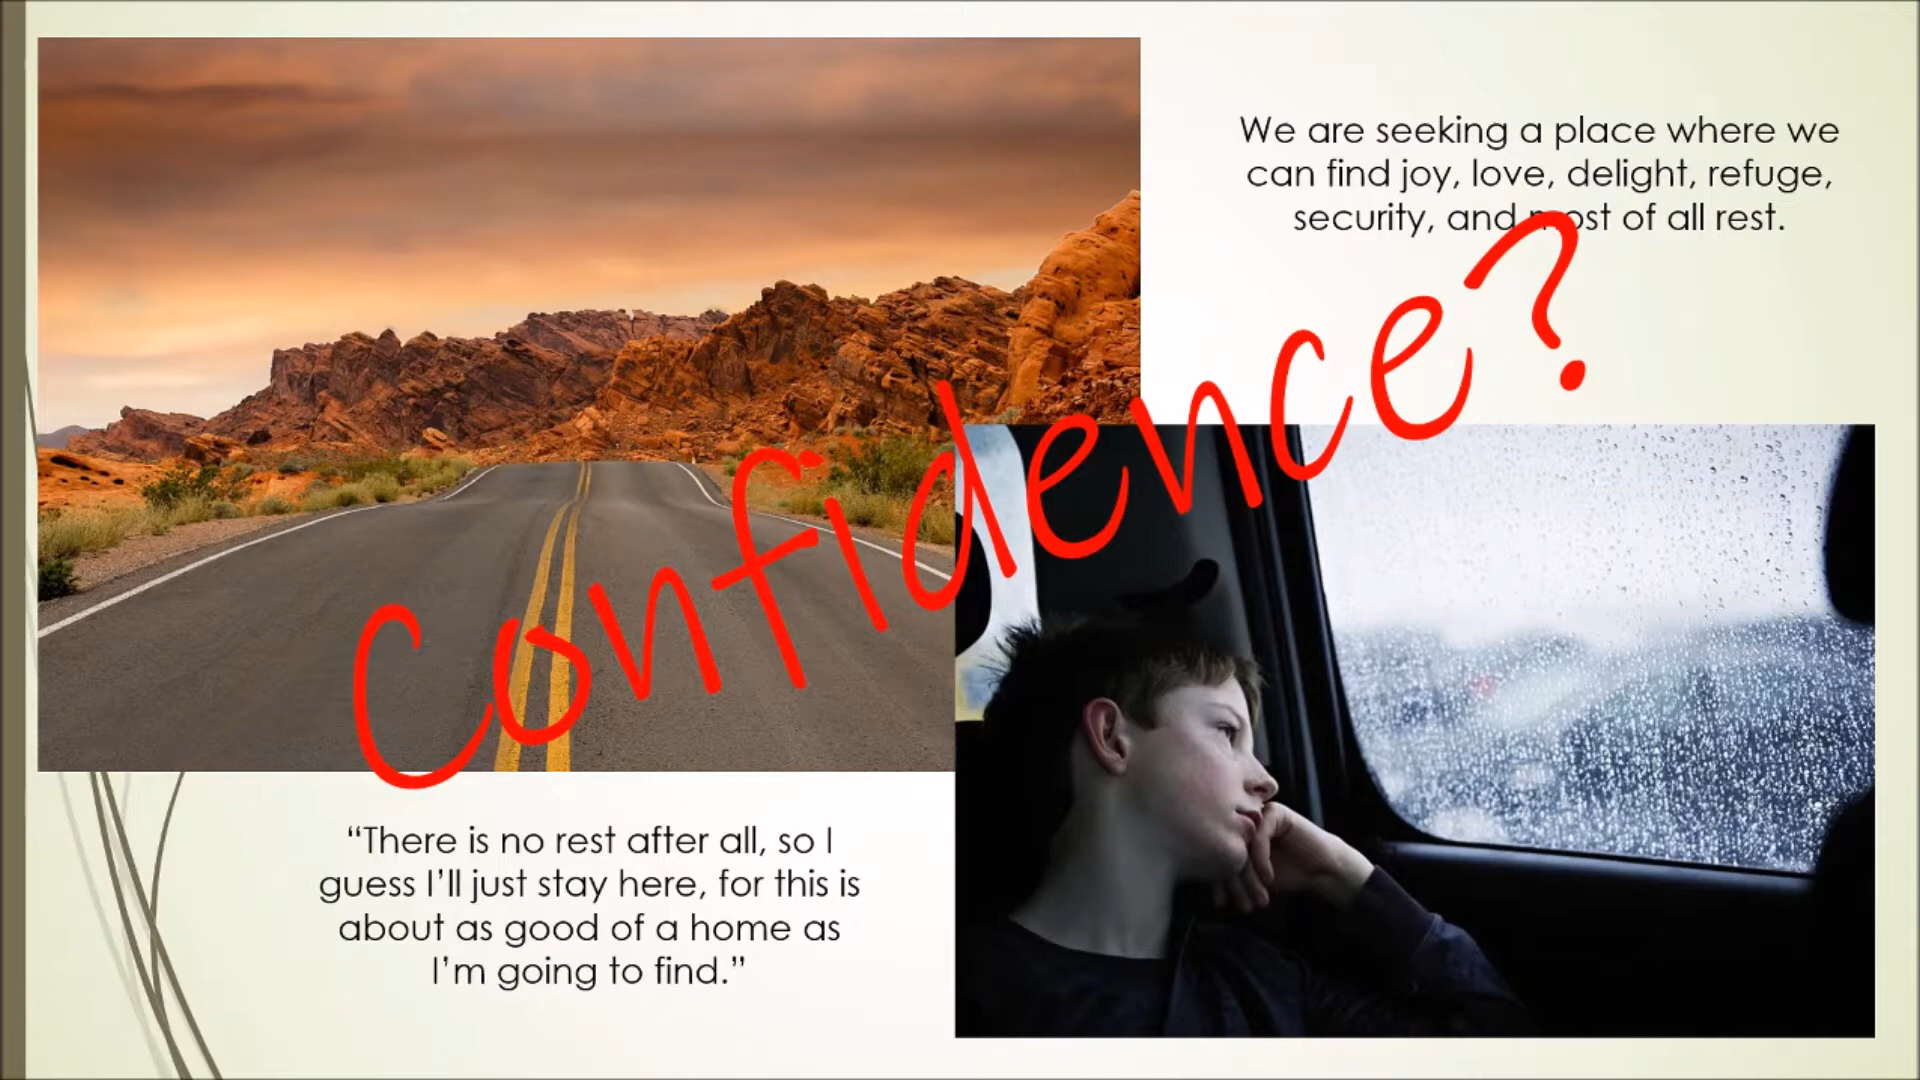 We are seeking a place where we
can find joy, love, delight, refuge,
security, and most of all rest.
Confidence?
“There is no rest after all, so I
guess I’ll just stay here, for this is
about as good of a home as
I’m going to find.”